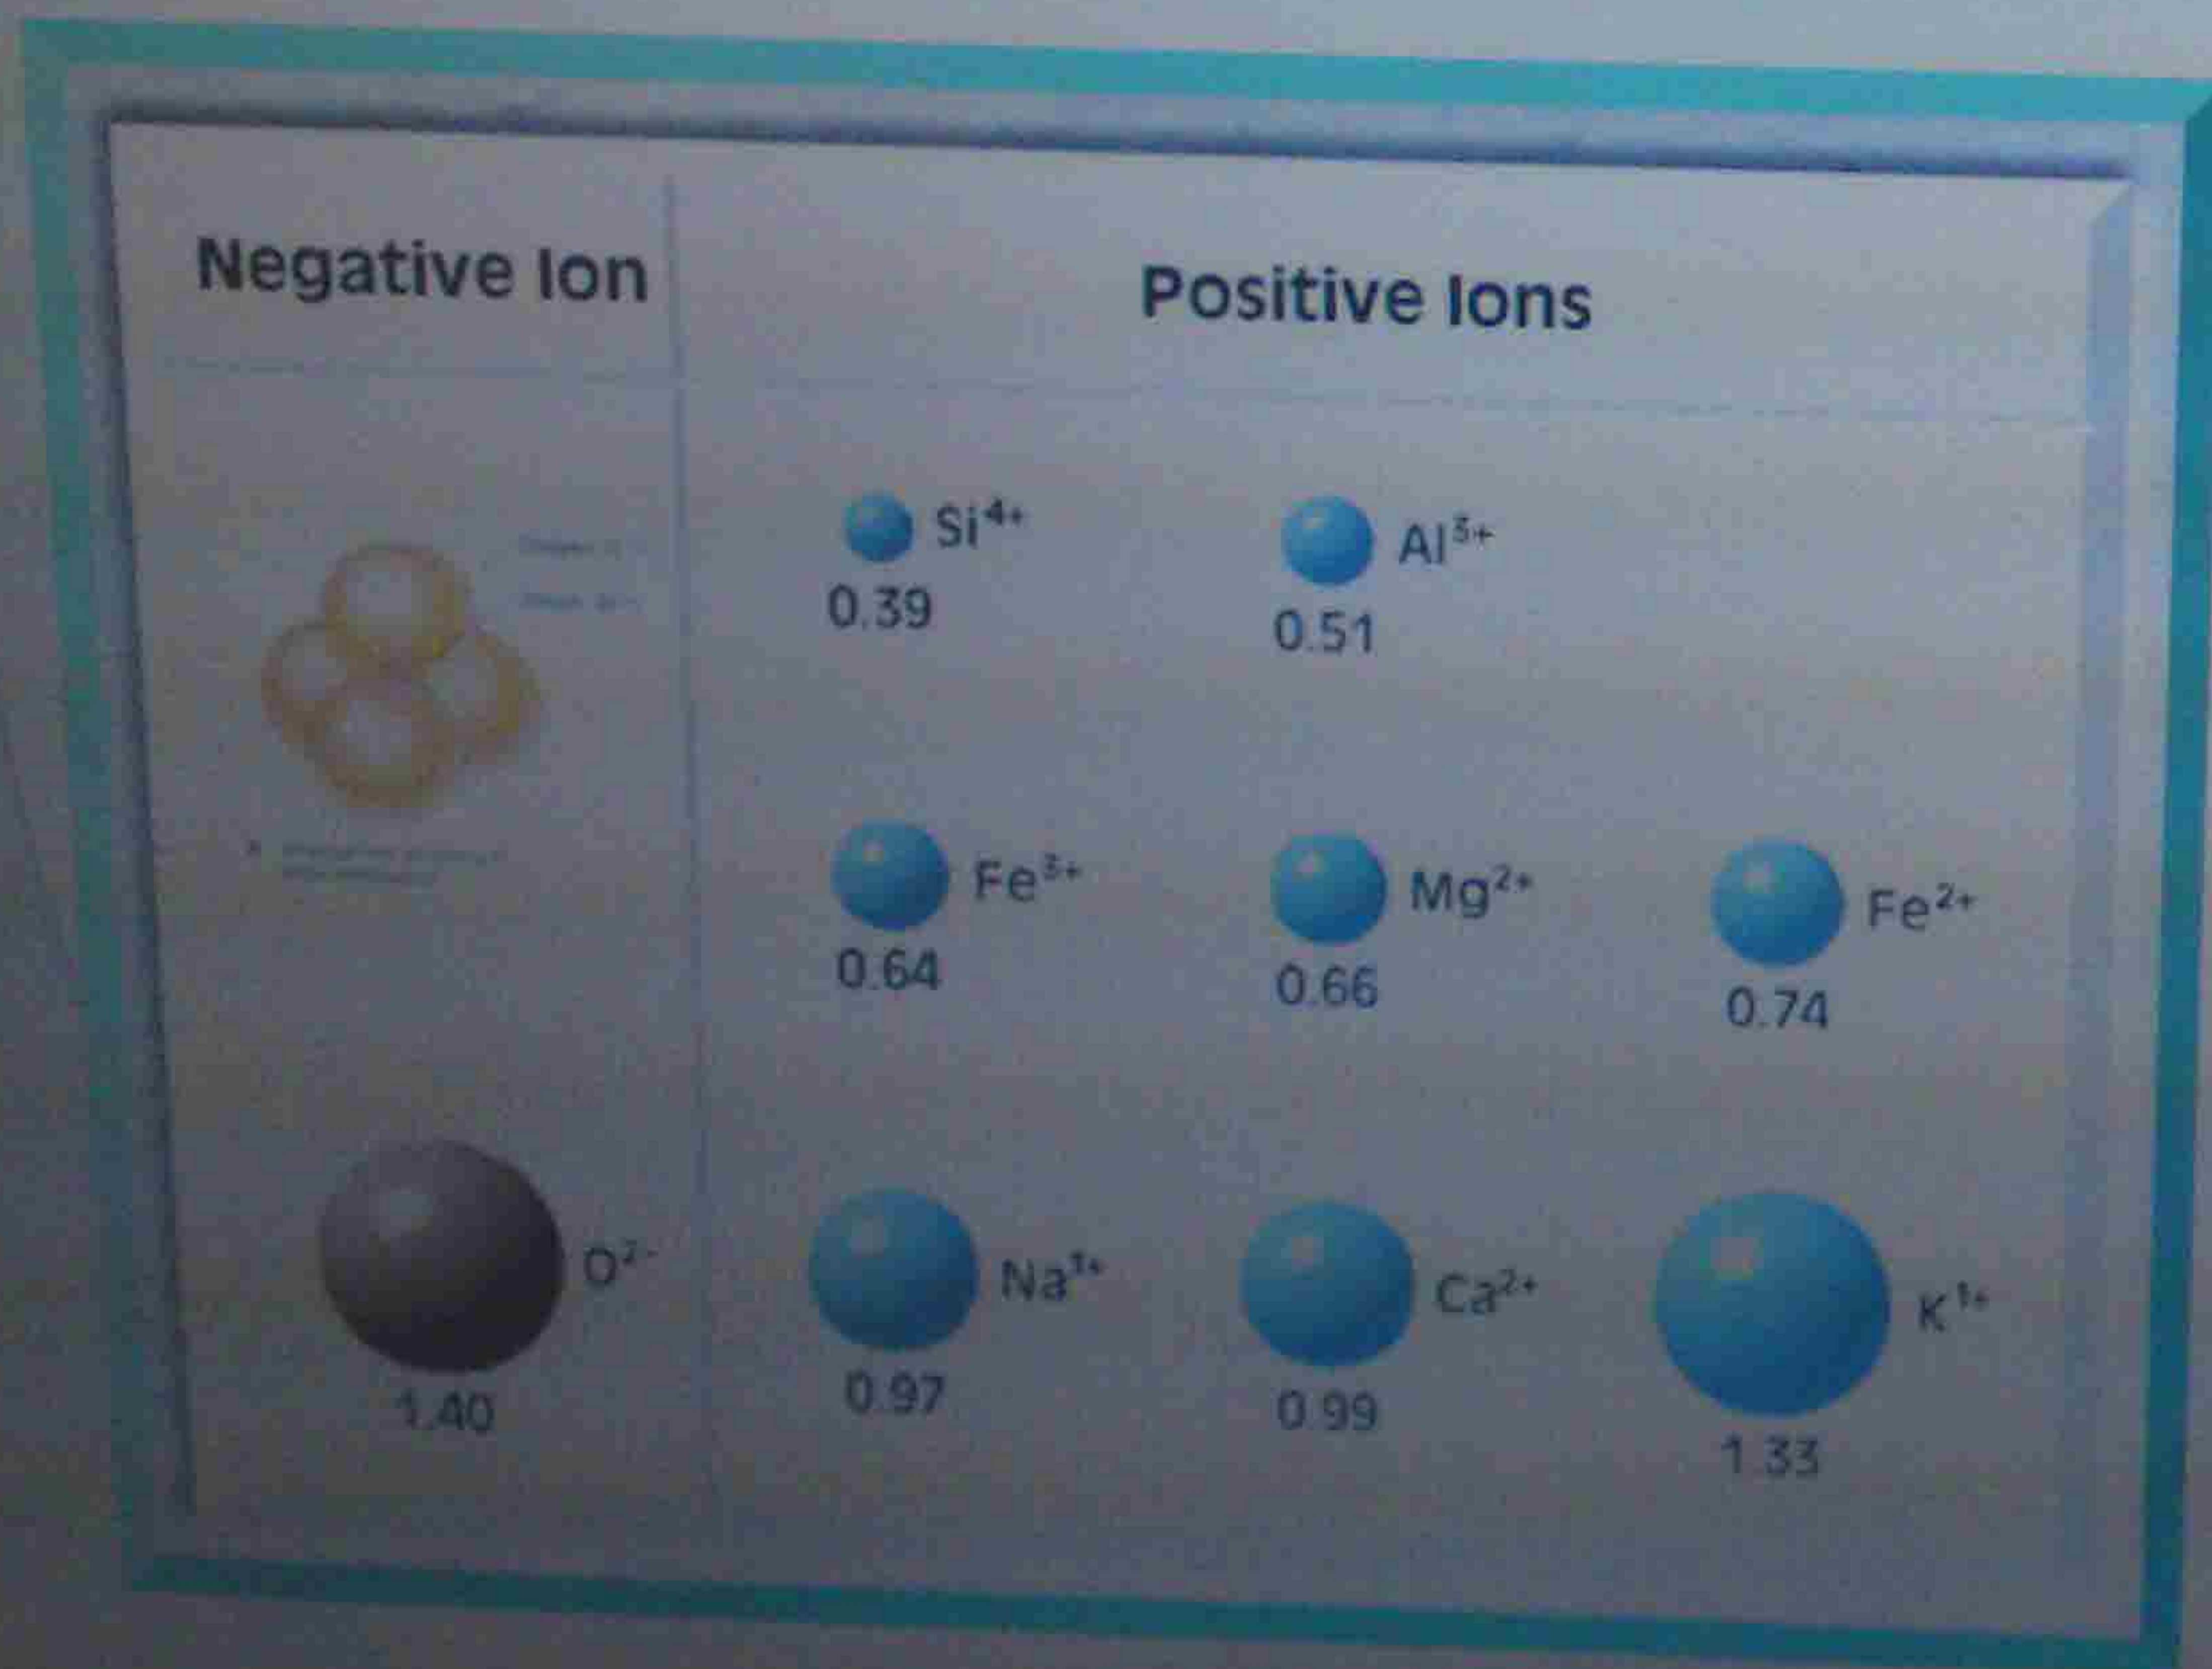 Negative Ion
Positive Ions
Si⁴⁺
0.39
Al³⁺
0.51
Fe³⁺
0.64
Mg²⁺
0.66
Fe²⁺
0.74
O²⁻
1.40
Na¹⁺
0.97
Ca²⁺
0.99
K¹⁺
1.33